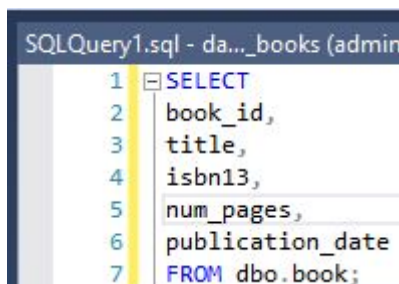 SQLQuery1.sql - da..._books (admin
1 SELECT
2 book_id,
3 title,
4 isbn13,
5 num_pages,
6 publication_date
7 FROM dbo.book;